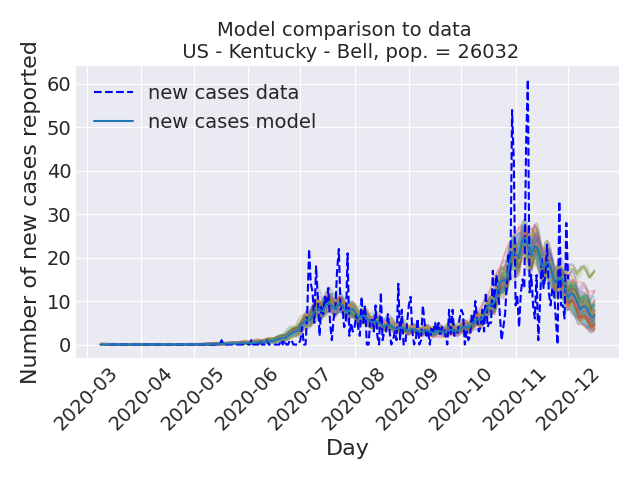 Model comparison to data
US - Kentucky - Bell, pop. = 26032
Number of new cases reported
60
50
40
30
20
10
0
new cases data
new cases model
2020-03
2020-04
2020-05
2020-06
2020-07
2020-08
2020-09
2020-10
2020-11
2020-12
Day